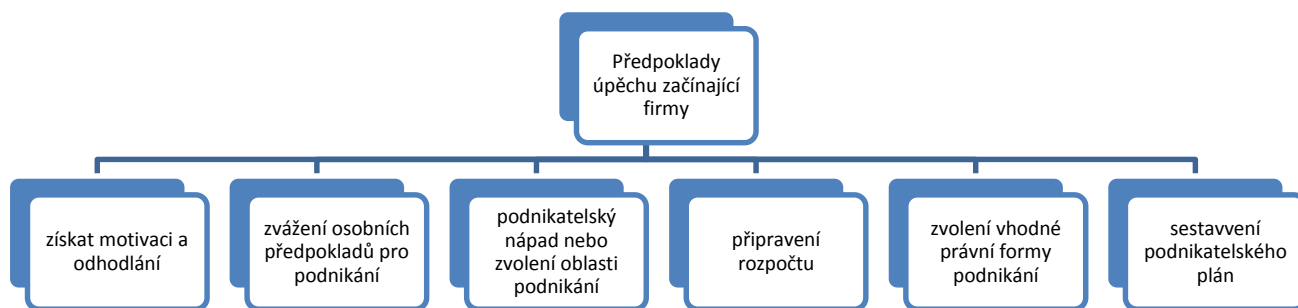 Předpoklady
úpěchu začínající
firmy
získat motivaci a
odhodlání
zvážení osobních
předpokladů pro
podnikání
podnikatelský
nápad nebo
zvolení oblasti
podnikání
připravení
rozpočtu
zvolení vhodné
právní formy
podnikání
sestavvení
podnikatelského
plán